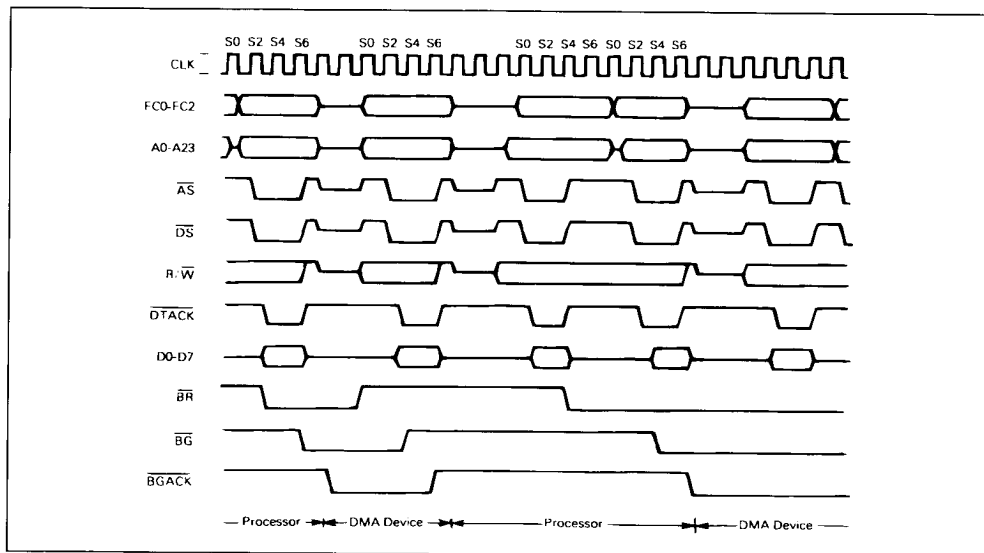 S0 S2 S4 S6 S0 S2 S4 S6 S0 S2 S4 S6 S0 S2 S4 S6
CLK
FC0-FC2
A0-A23
AS
DS
R/W
DTACK
D0-D7
BR
BG
BGACK
Processor DMA Device Processor DMA Device